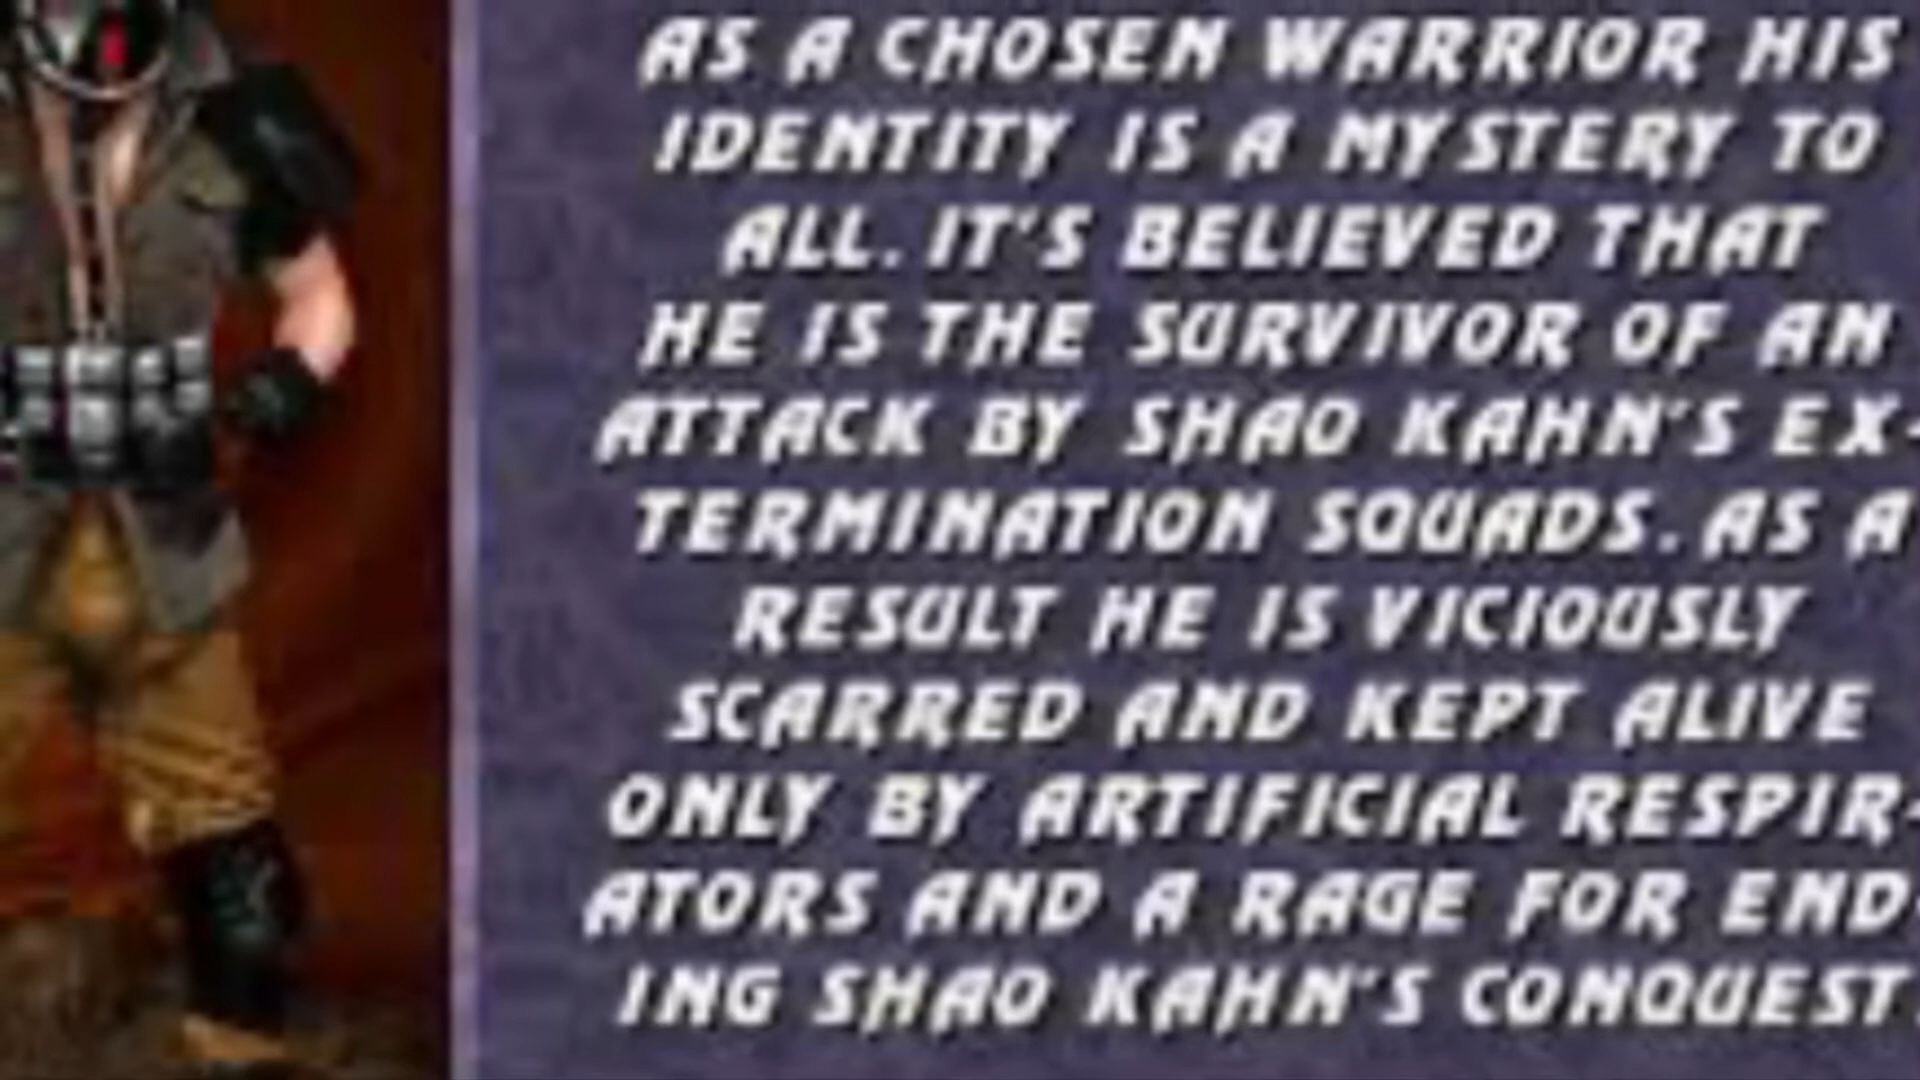 AS A CHOSEN WARRIOR HIS
IDENTITY IS A MYSTERY TO
ALL. IT'S BELIEVED THAT
HE IS THE SURVIVOR OF AN
ATTACK BY SHAO KAHN'S EX-
TERMINATION SQUADS. AS A
RESULT HE IS VICIOUSLY
SCARRED AND KEPT ALIVE
ONLY BY ARTIFICIAL RESPIR-
ATORS AND A RAGE FOR END-
ING SHAO KAHN'S CONQUEST.